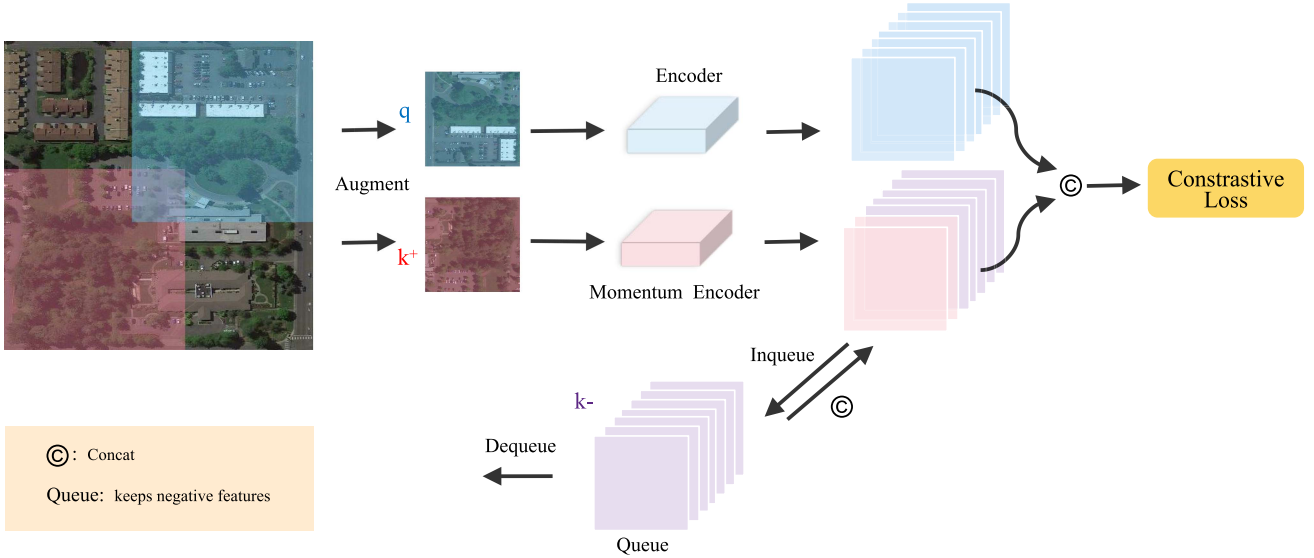 Encoder
q
Augment
k+
Momentum Encoder
©
Constrastive
Loss
Inqueue
©
k-
Dequeue
Queue
©: Concat
Queue: keeps negative features